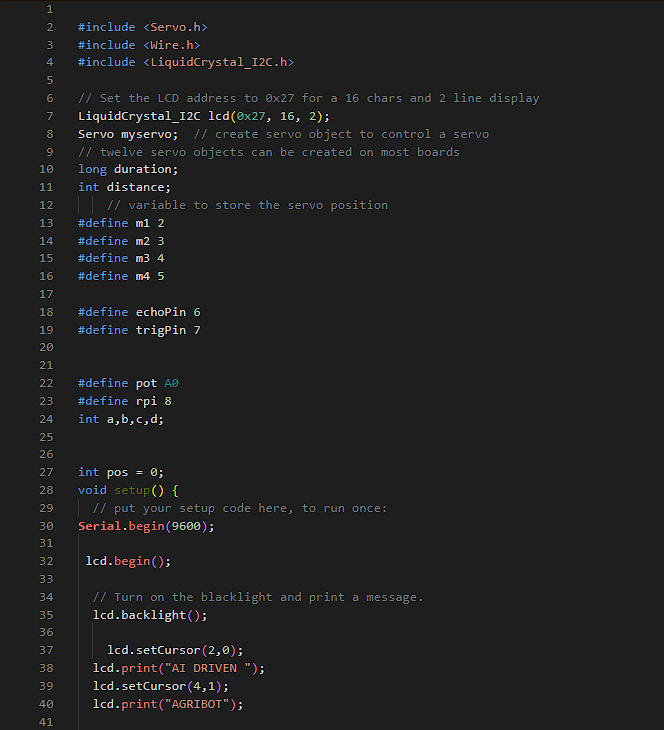 1
2 #include <Servo.h>
3 #include <Wire.h>
4 #include <LiquidCrystal_I2C.h>
5
6 // Set the LCD address to 0x27 for a 16 chars and 2 line display
7 LiquidCrystal_I2C lcd(0x27, 16, 2);
8 Servo myservo;  // create servo object to control a servo
9 // twelve servo objects can be created on most boards
10 long duration;
11 int distance;
12     // variable to store the servo position
13 #define m1 2
14 #define m2 3
15 #define m3 4
16 #define m4 5
17
18 #define echoPin 6
19 #define trigPin 7
20
21
22 #define pot A0
23 #define rpi 8
24 int a,b,c,d;
25
26
27 int pos = 0;
28 void setup() {
29   // put your setup code here, to run once:
30 Serial.begin(9600);
31
32  lcd.begin();
33
34   // Turn on the blacklight and print a message.
35   lcd.backlight();
36
37     lcd.setCursor(2,0);
38   lcd.print("AI DRIVEN ");
39   lcd.setCursor(4,1);
40   lcd.print("AGRIBOT");
41